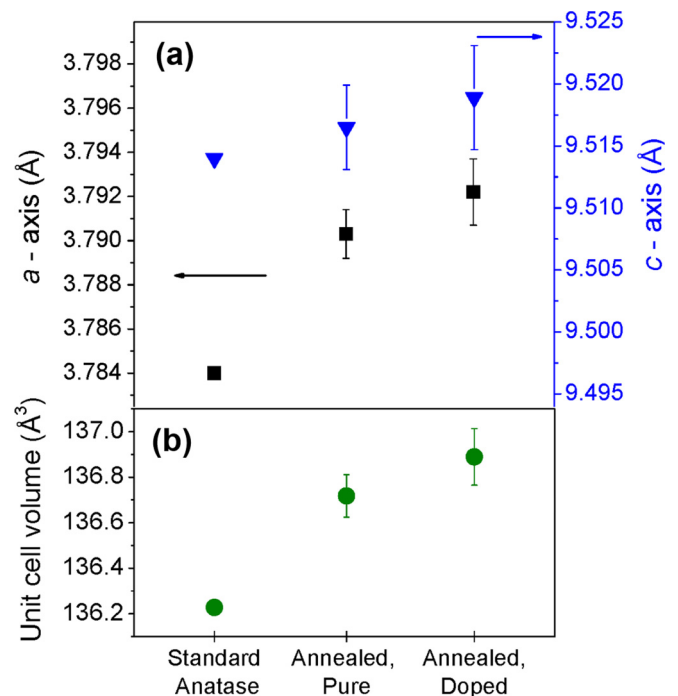 (a)
3.798
3.796
3.794
3.792
3.790
3.788
3.786
3.784
a - axis (Å)
9.525
9.520
9.515
9.510
9.505
9.500
9.495
c - axis (Å)
(b)
137.0
136.8
136.6
136.4
136.2
Unit cell volume (Å³)
Standard
Anatase
Annealed,
Pure
Annealed,
Doped